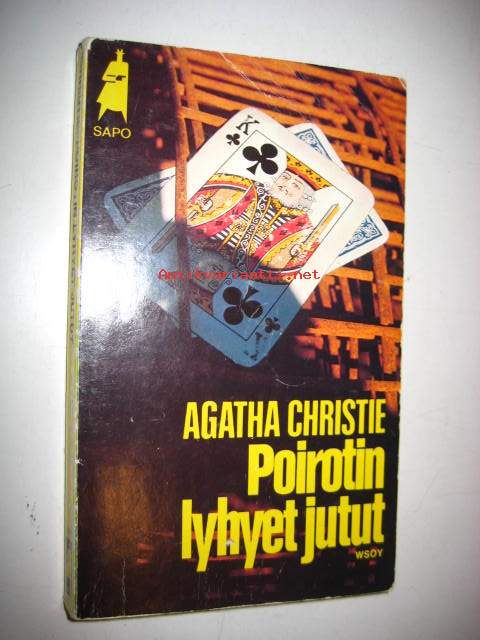 SAPO
K
Antikvariaatti.net
AGATHA CHRISTIE
Poirotin
lyhyet jutut
WSOY